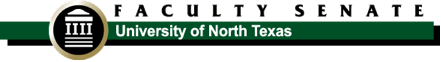 FACULTY SENATE
University of North Texas